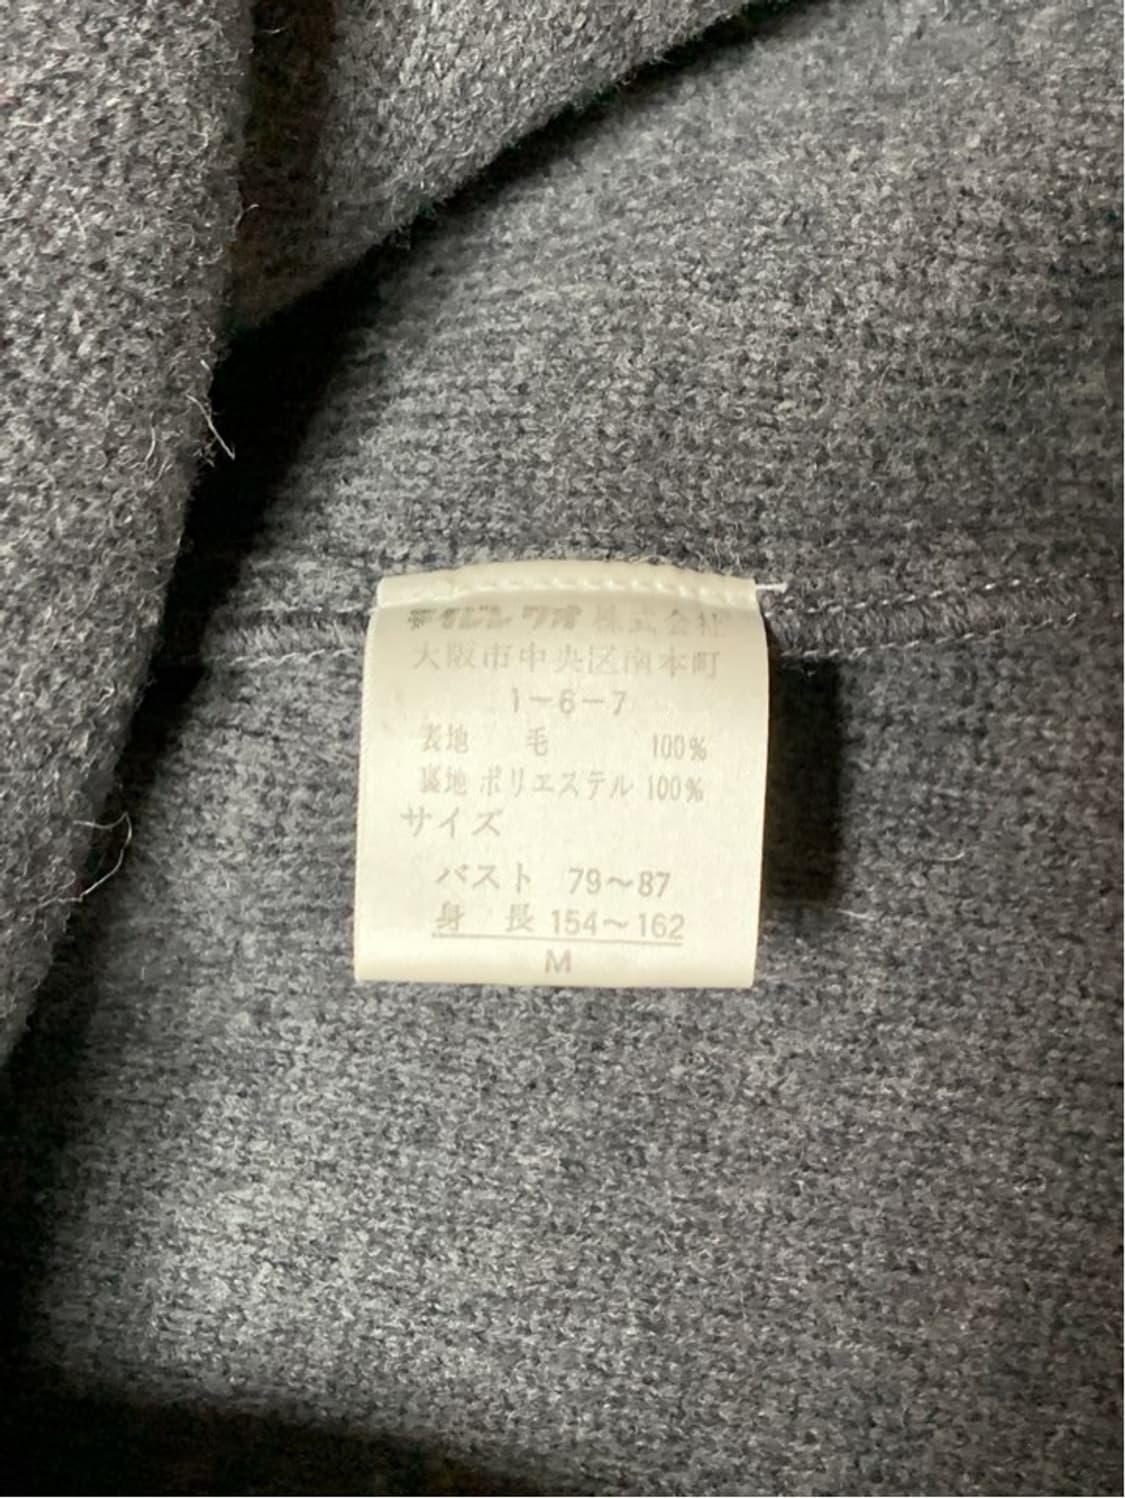 株式会社
大阪市中央区南本町
1-6-7
表地 毛 100%
裏地 ポリエステル 100%
サイズ
バスト 79〜87
身 長 154〜162
M